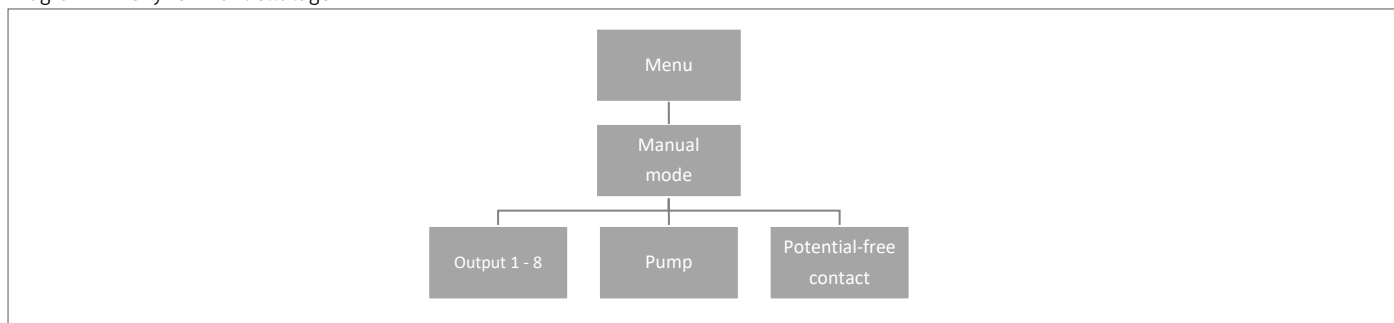 Menu
Manual
mode
Output 1 - 8
Pump
Potential-free
contact